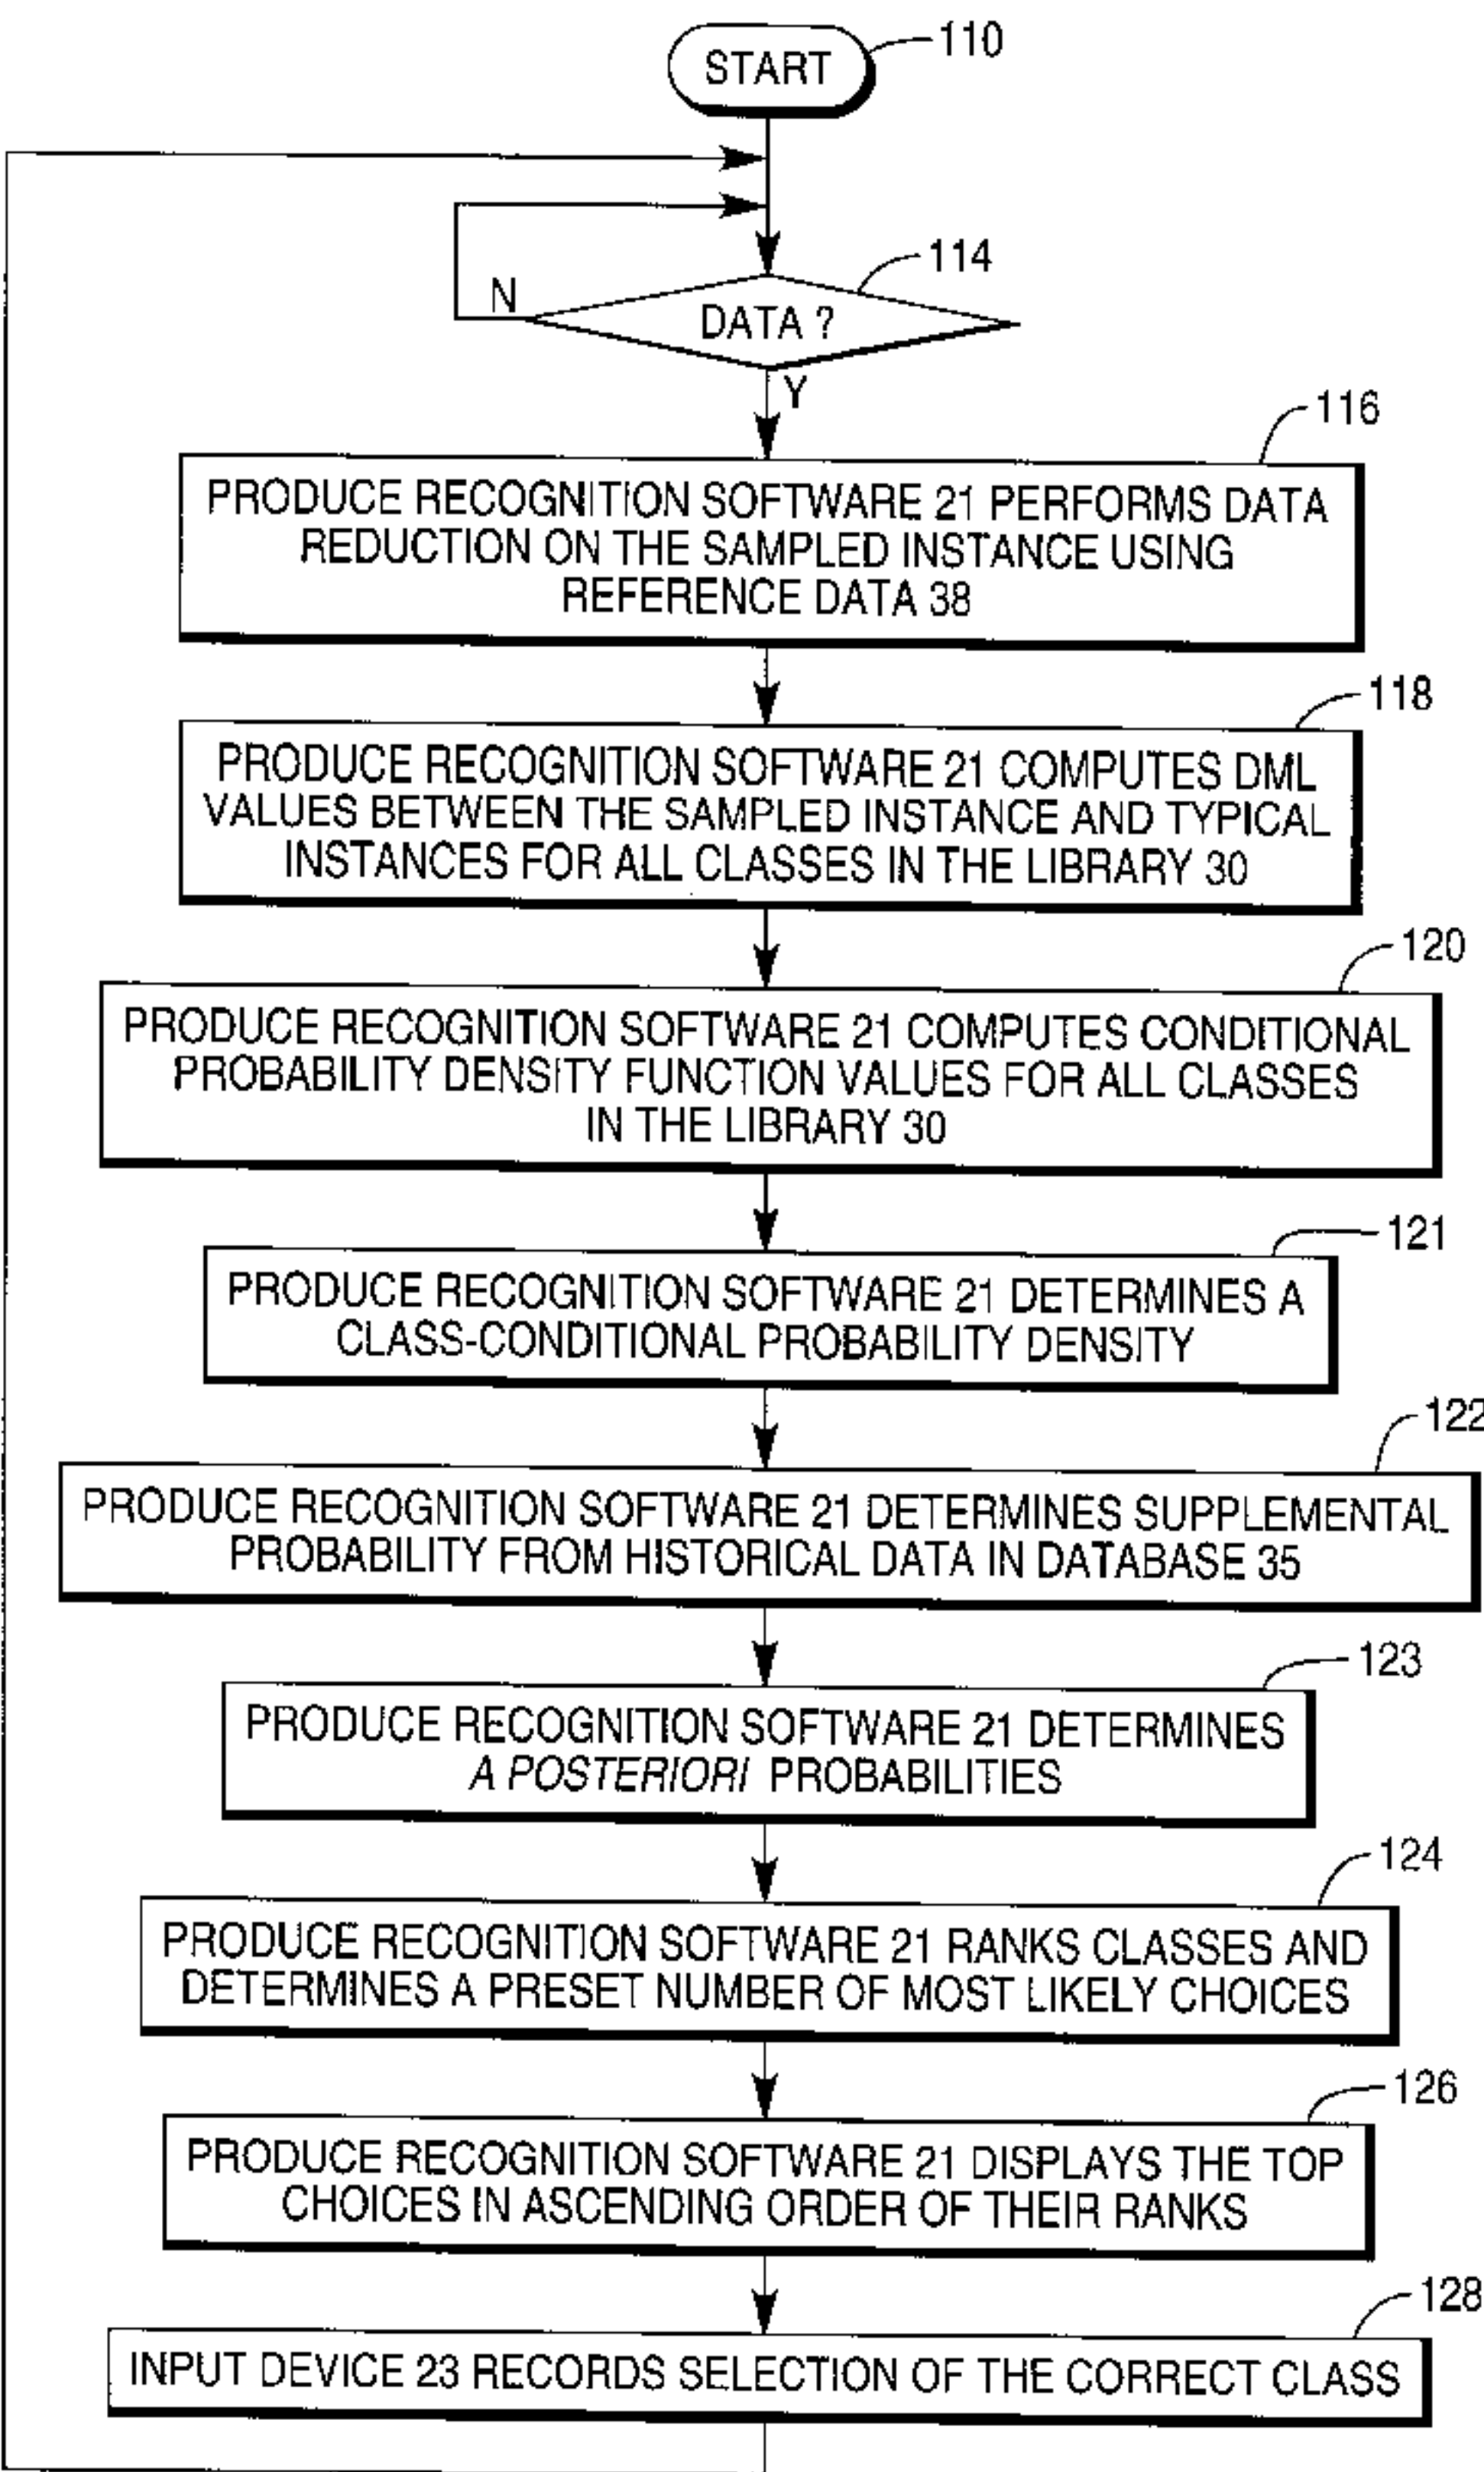 START
110
114
N
DATA ?
Y
116
PRODUCE RECOGNITION SOFTWARE 21 PERFORMS DATA
REDUCTION ON THE SAMPLED INSTANCE USING
REFERENCE DATA 38
118
PRODUCE RECOGNITION SOFTWARE 21 COMPUTES DML
VALUES BETWEEN THE SAMPLED INSTANCE AND TYPICAL
INSTANCES FOR ALL CLASSES IN THE LIBRARY 30
120
PRODUCE RECOGNITION SOFTWARE 21 COMPUTES CONDITIONAL
PROBABILITY DENSITY FUNCTION VALUES FOR ALL CLASSES
IN THE LIBRARY 30
121
PRODUCE RECOGNITION SOFTWARE 21 DETERMINES A
CLASS-CONDITIONAL PROBABILITY DENSITY
122
PRODUCE RECOGNITION SOFTWARE 21 DETERMINES SUPPLEMENTAL
PROBABILITY FROM HISTORICAL DATA IN DATABASE 35
123
PRODUCE RECOGNITION SOFTWARE 21 DETERMINES
A POSTERIORI PROBABILITIES
124
PRODUCE RECOGNITION SOFTWARE 21 RANKS CLASSES AND
DETERMINES A PRESET NUMBER OF MOST LIKELY CHOICES
126
PRODUCE RECOGNITION SOFTWARE 21 DISPLAYS THE TOP
CHOICES IN ASCENDING ORDER OF THEIR RANKS
128
INPUT DEVICE 23 RECORDS SELECTION OF THE CORRECT CLASS